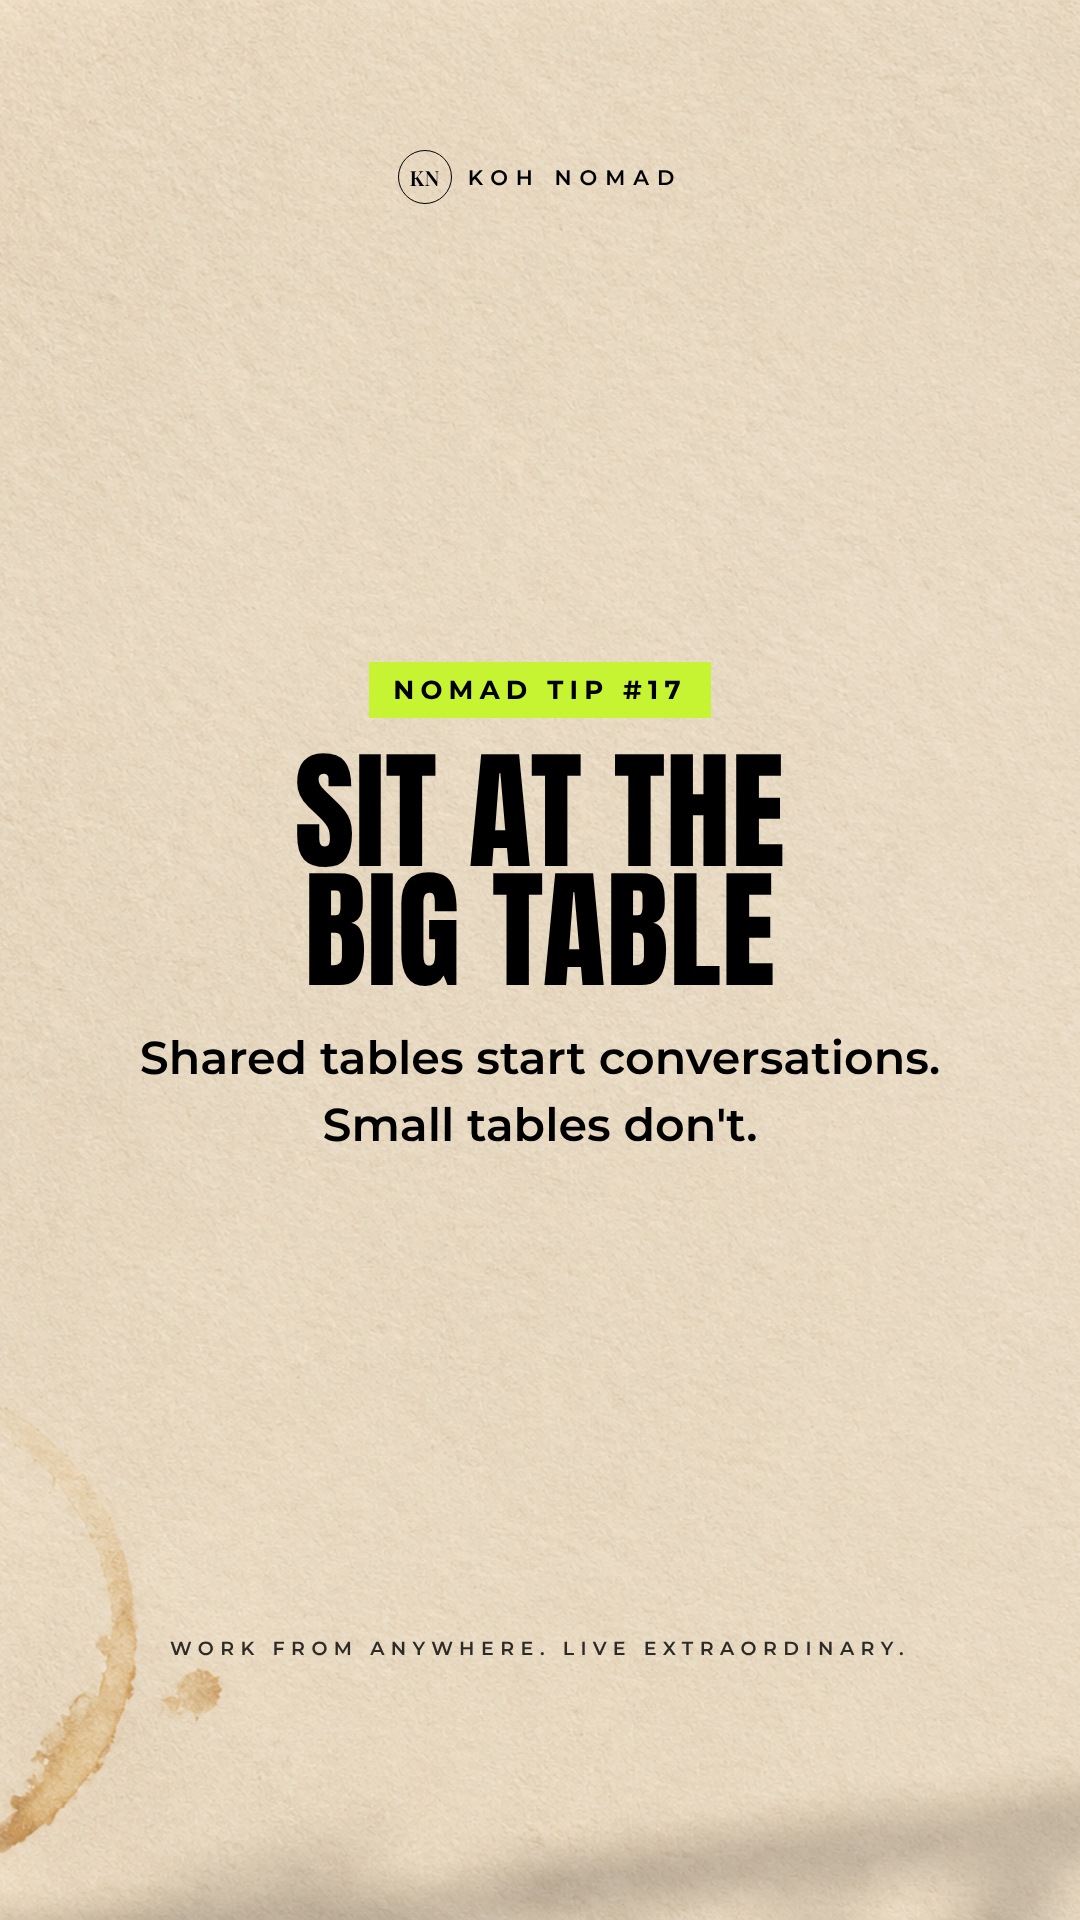 KN KOH NOMAD
NOMAD TIP #17
SIT AT THE
BIG TABLE
Shared tables start conversations.
Small tables don't.
WORK FROM ANYWHERE. LIVE EXTRAORDINARY.